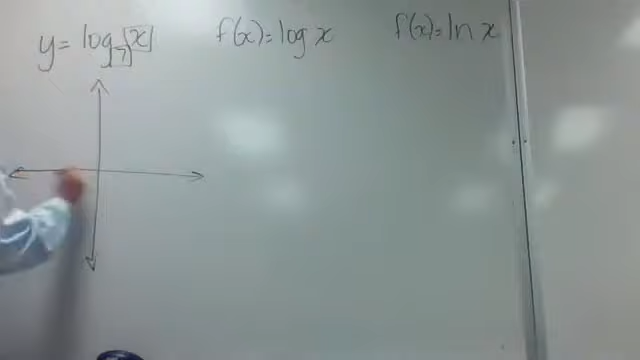 y = log₇ x
f(x) = log x
f(x) = ln x